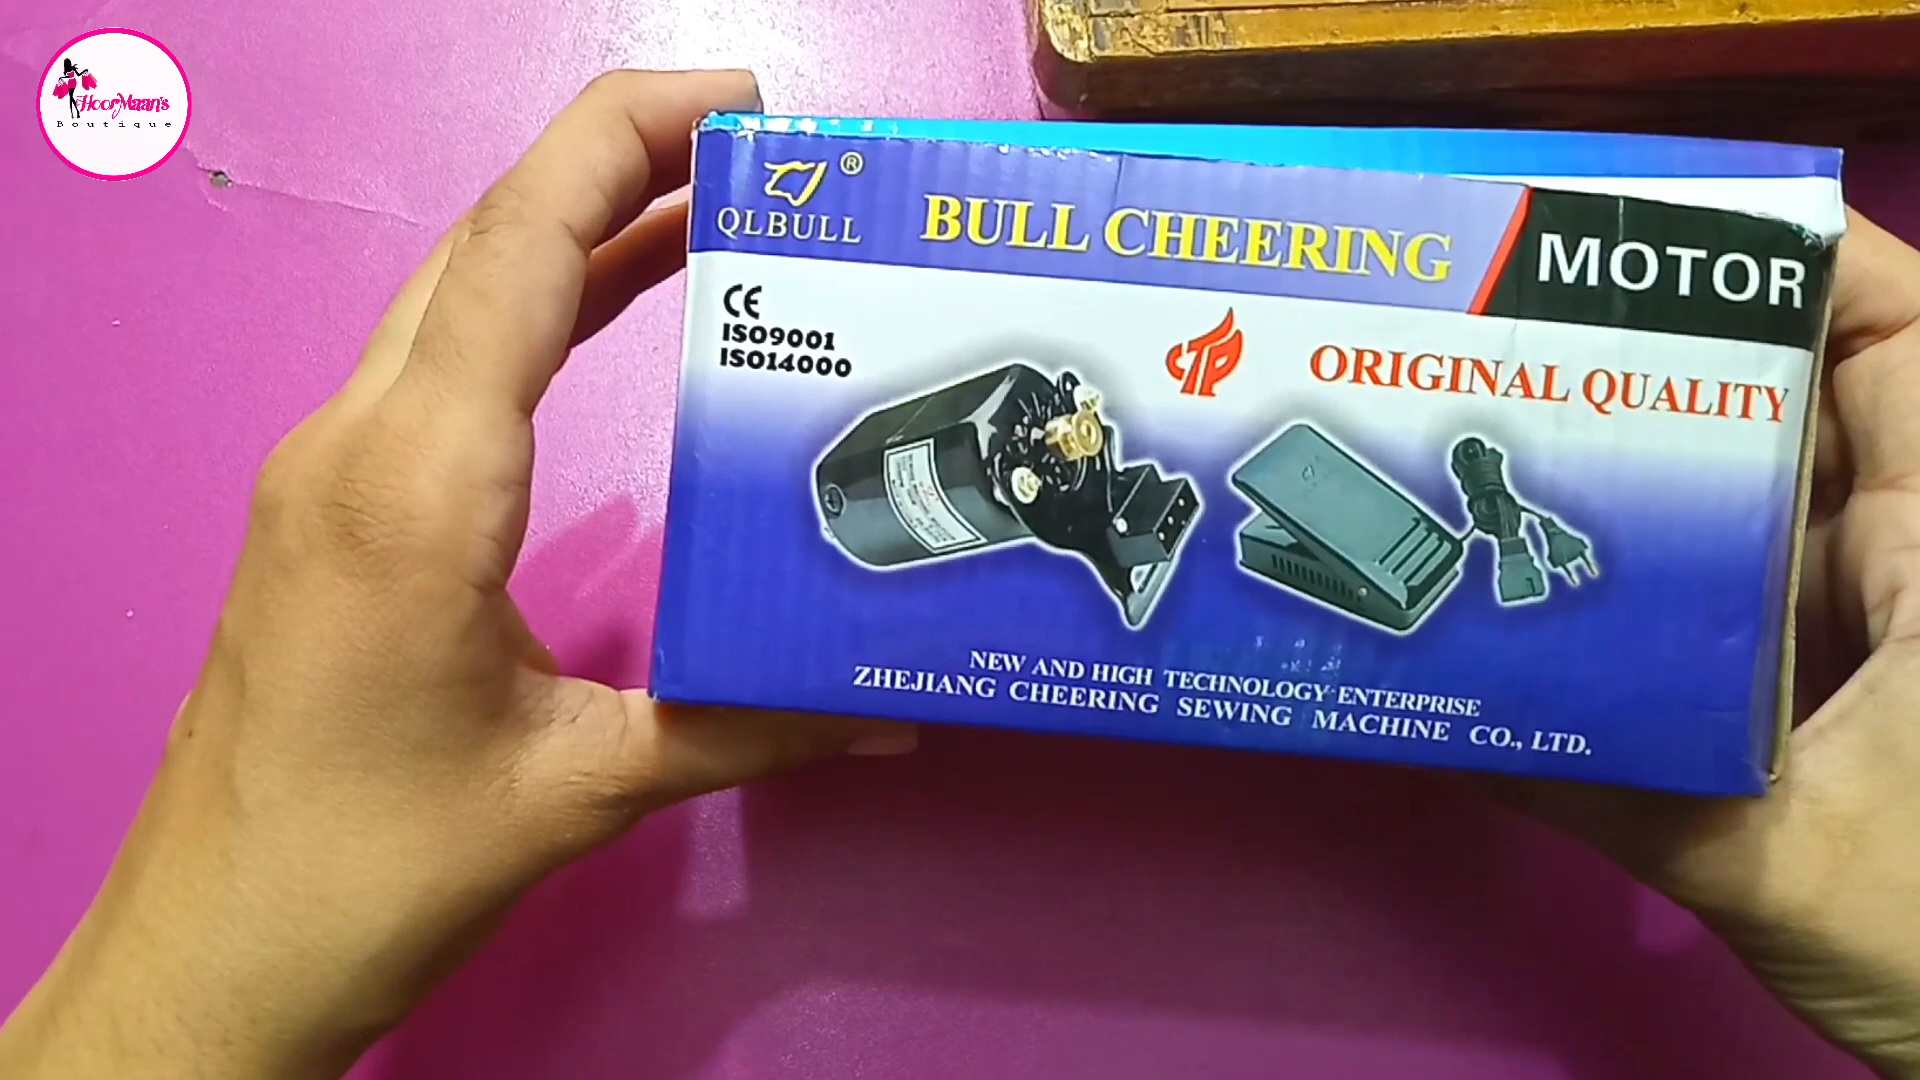 HoorMaan's
Boutique
®
QLBULL
BULL CHEERING
MOTOR
CE
ISO9001
ISO14000
CTP
ORIGINAL QUALITY
NEW AND HIGH TECHNOLOGY ENTERPRISE
ZHEJIANG CHEERING SEWING MACHINE CO., LTD.